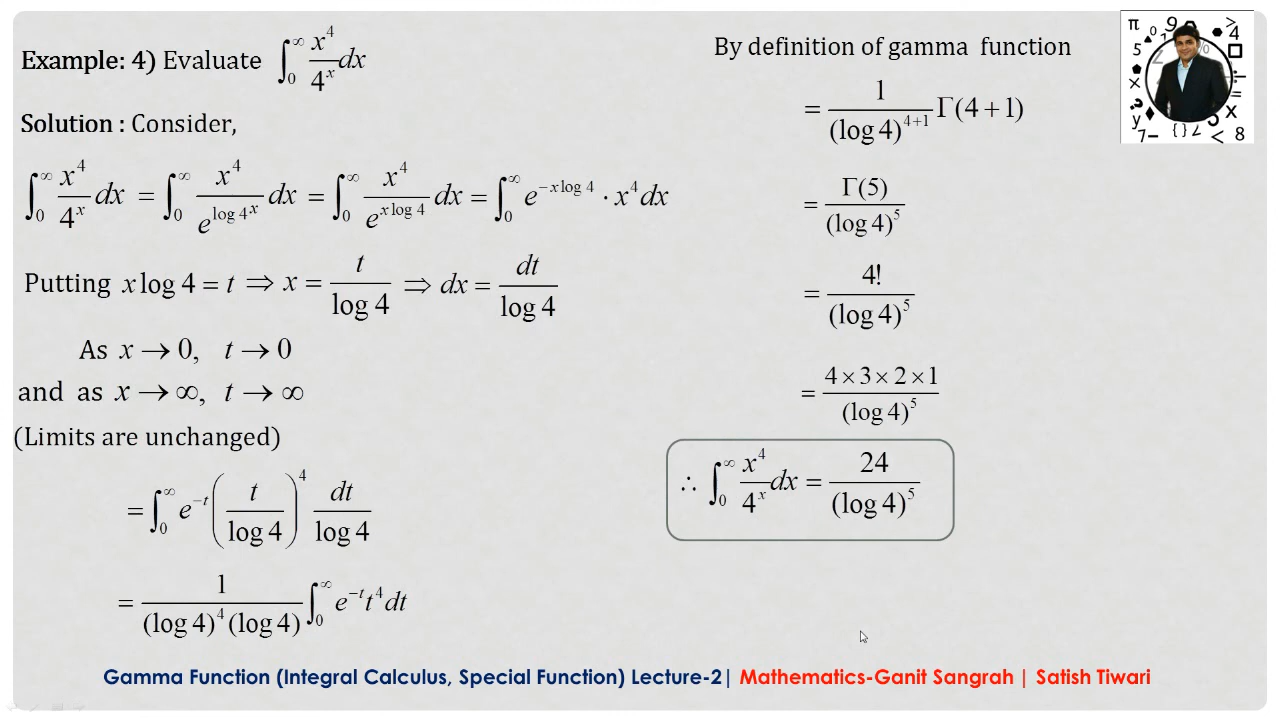 Example: 4) Evaluate ∫₀^∞ x⁴/4ˣ dx
Solution : Consider,
∫₀^∞ x⁴/4ˣ dx = ∫₀^∞ x⁴/e^(log 4ˣ) dx = ∫₀^∞ x⁴/e^(x log 4) dx = ∫₀^∞ e^(−x log 4) · x⁴ dx
Putting x log 4 = t ⇒ x = t/log 4 ⇒ dx = dt/log 4
As x → 0, t → 0
and as x → ∞, t → ∞
(Limits are unchanged)
= ∫₀^∞ e^(−t) (t/log 4)⁴ dt/log 4
= 1/((log 4)⁴ (log 4)) ∫₀^∞ e^(−t) t⁴ dt
By definition of gamma function
= 1/(log 4)^(4+1) Γ(4 + 1)
= Γ(5)/(log 4)⁵
= 4!/(log 4)⁵
= 4 × 3 × 2 × 1/(log 4)⁵
∴ ∫₀^∞ x⁴/4ˣ dx = 24/(log 4)⁵
Gamma Function (Integral Calculus, Special Function) Lecture-2| Mathematics-Ganit Sangrah | Satish Tiwari